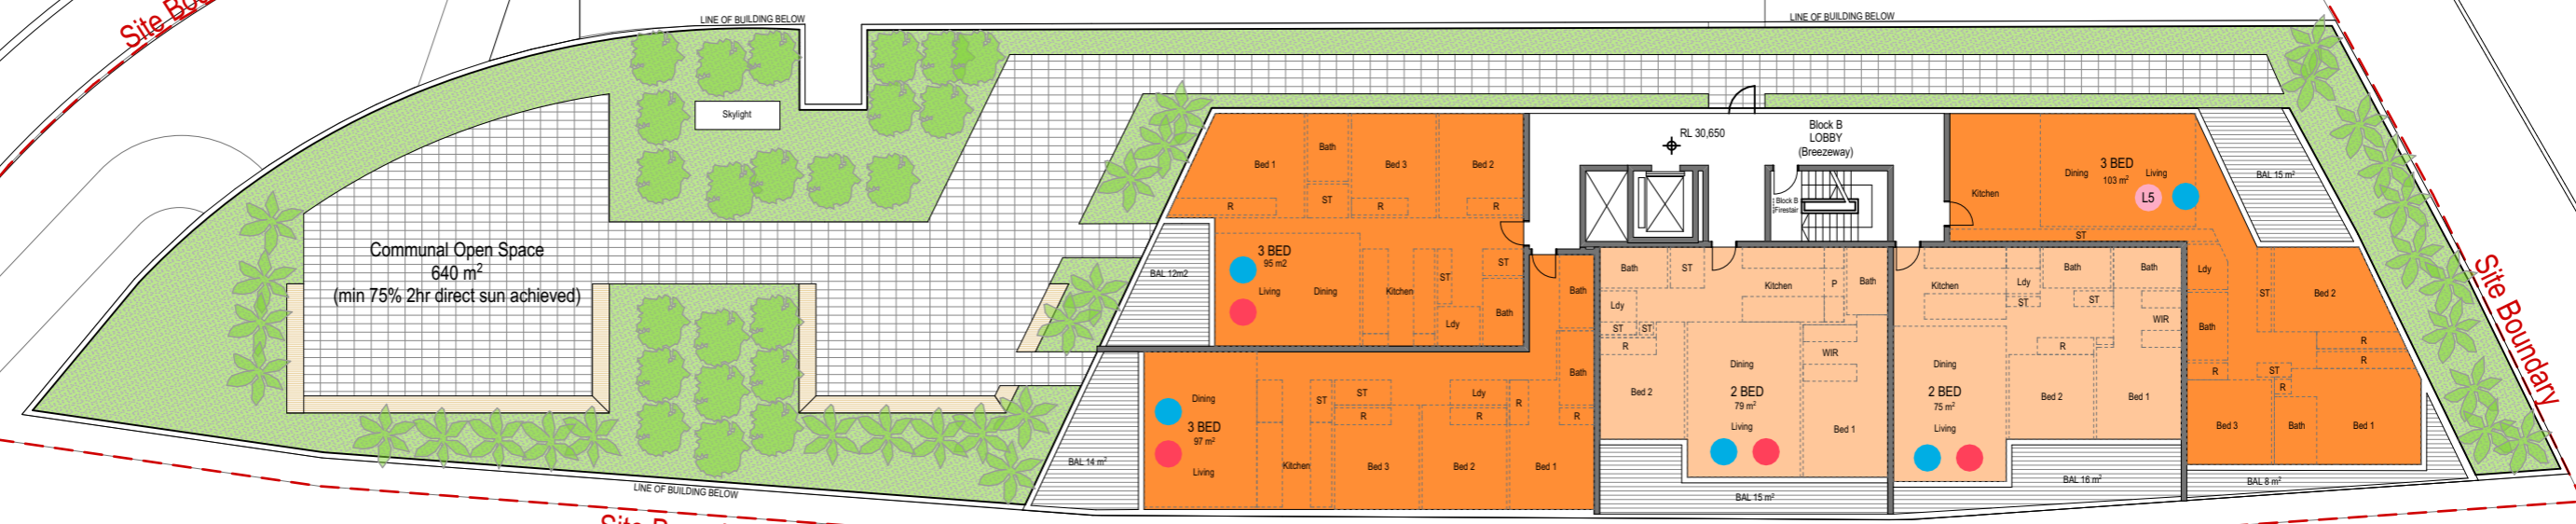 Site Bou
LINE OF BUILDING BELOW
LINE OF BUILDING BELOW
Skylight
Communal Open Space
640 m²
(min 75% 2hr direct sun achieved)
LINE OF BUILDING BELOW
RL 30,650
Block B
LOBBY
(Breezeway)
Block B
Firestair
Bed 1
Bath
Bed 3
Bed 2
R
ST
R
R
BAL 12m2
3 BED
95 m2
Living
Dining
Kitchen
ST
ST
Ldy
Bath
BAL 14 m²
Dining
3 BED
97 m²
Living
Kitchen
ST
ST
R
Bed 3
Ldy
R
R
Bed 2
Bed 1
Bath
Bath
R
Bath
ST
Ldy
ST
ST
R
Bed 2
Kitchen
P
Bath
Dining
WIR
2 BED
79 m²
Living
Bed 1
BAL 15 m²
Kitchen
Ldy
ST
Bath
ST
Bath
WIR
Dining
R
2 BED
75 m²
Living
Bed 2
Bed 1
BAL 16 m²
Kitchen
Dining
3 BED
103 m²
Living
L5
ST
BAL 15 m²
Ldy
ST
Bed 2
Bath
R
R
R
ST
R
Bed 3
Bath
Bed 1
BAL 8 m²
Site Boundary